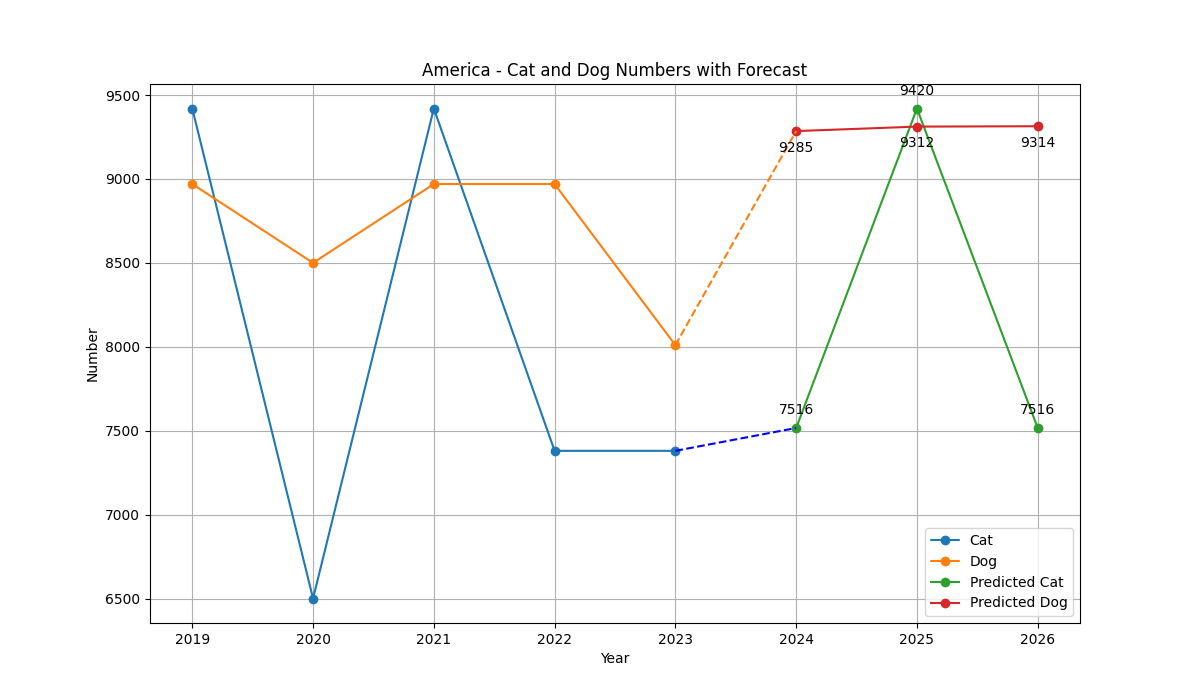 America - Cat and Dog Numbers with Forecast
9500
9420
9285
9312
9314
9000
8500
8000
Number
7516
7516
7500
7000
6500
Cat
Dog
Predicted Cat
Predicted Dog
2019 2020 2021 2022 2023 2024 2025 2026
Year